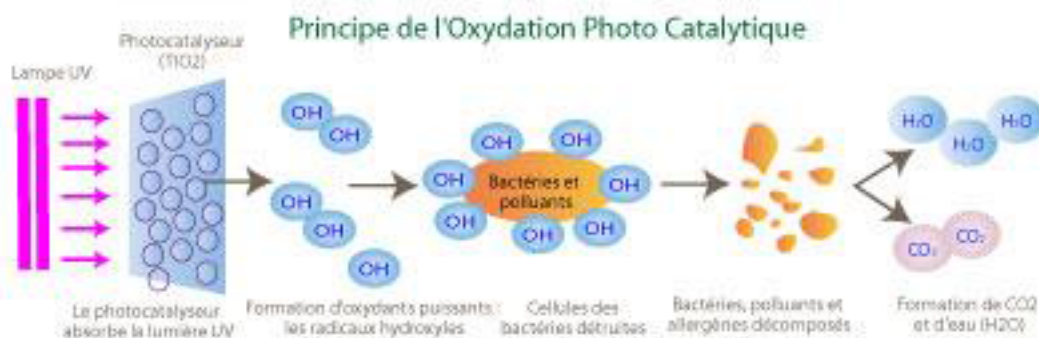 Principe de l'Oxydation Photo Catalytique
Photocatalyseur
(TIO2)
Lampe UV
OH
OH
OH
OH
OH
OH
OH
OH
OH
OH
OH
OH
Bactéries et
polluants
H2O
H2O
H2O
CO2
CO2
Le photocatalyseur
absorbe la lumière UV
Formation d'oxydants puissants :
les radicaux hydroxyles
Cellules des
bactéries détruites
Bactéries, polluants et
allergènes décomposés
Formation de CO2
et d'eau (H2O)